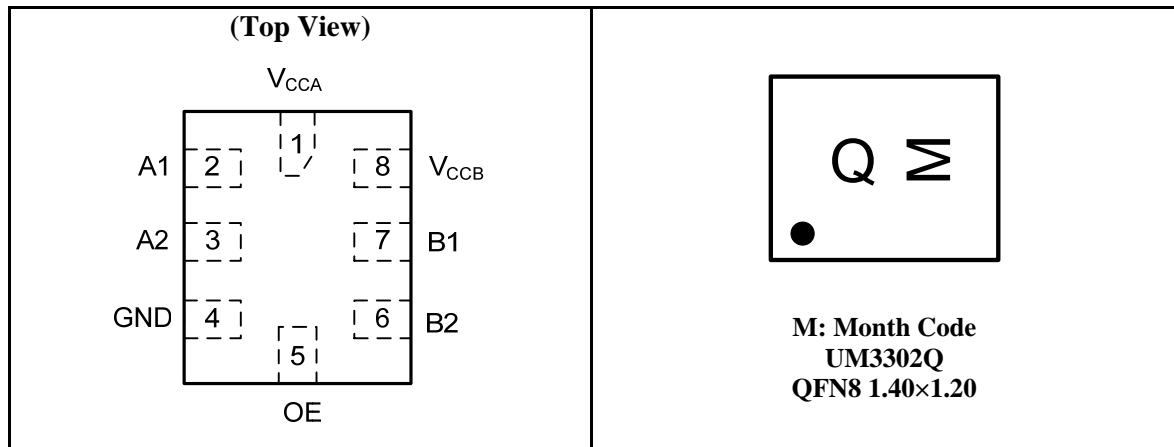 (Top View)
VCCA
1
A1 2 8 VCCB
A2 3 7 B1
GND 4 6 B2
5
OE
Q M
M: Month Code
UM3302Q
QFN8 1.40×1.20